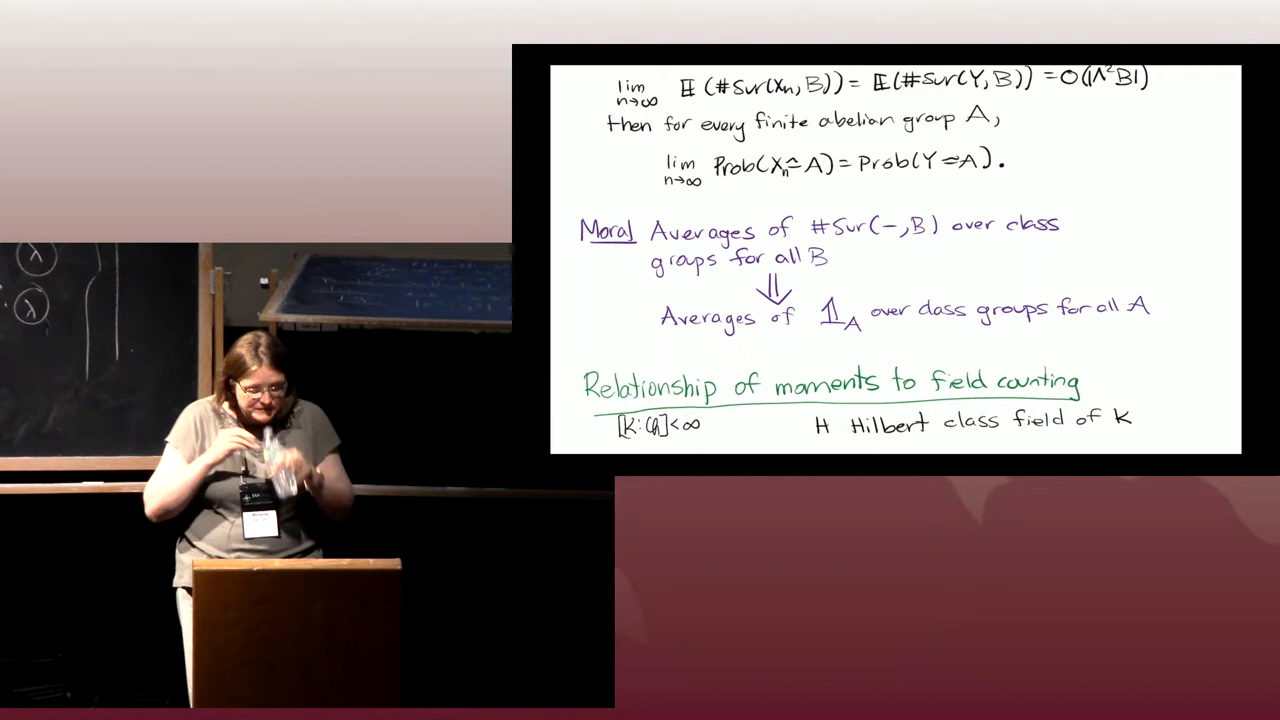 lim E(#Sur(Xn, B)) = E(#Sur(Y, B)) = O(|Λ²B|)
n→∞
then for every finite abelian group A,
lim Prob(Xn ≃ A) = Prob(Y ≃ A).
n→∞
Moral Averages of #Sur(-, B) over class
groups for all B
⇓
Averages of 𝟙_A over class groups for all A
Relationship of moments to field counting
[K:Q]<∞ H Hilbert class field of K
λ
λ